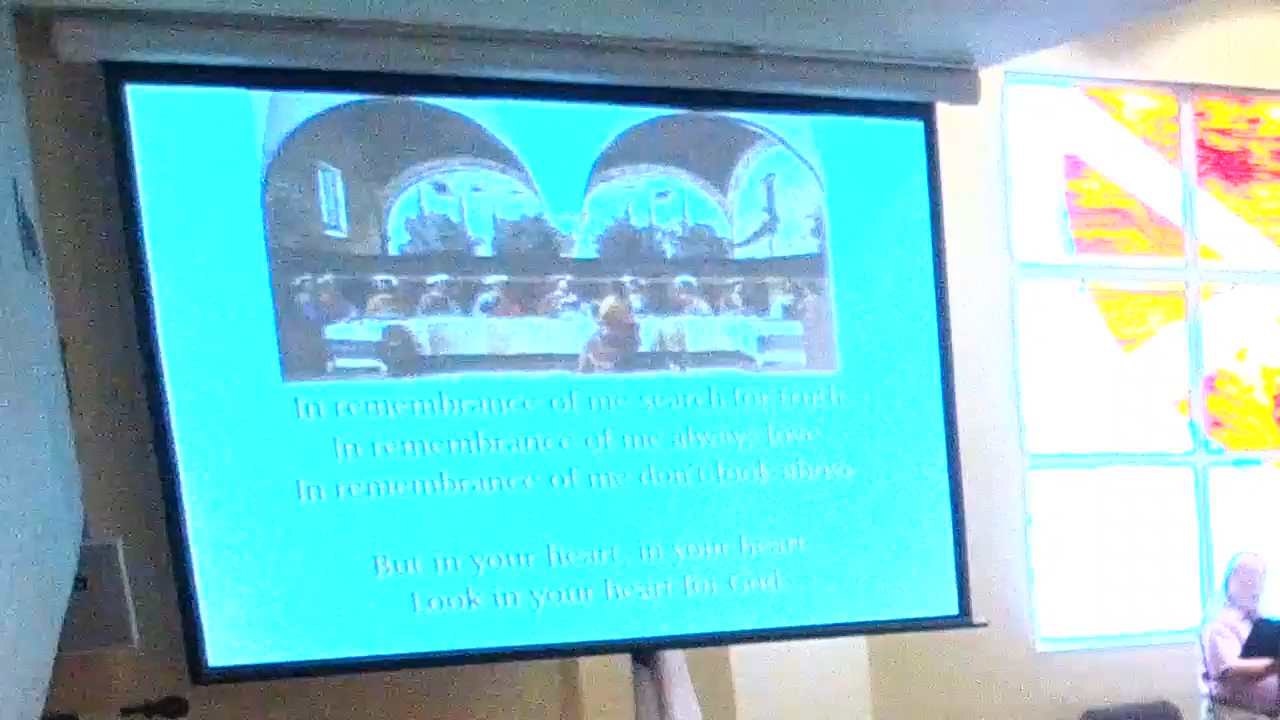 In remembrance of me search for truth
In remembrance of me always love
In remembrance of me don't look above
But in your heart, in your heart
Look in your heart for God